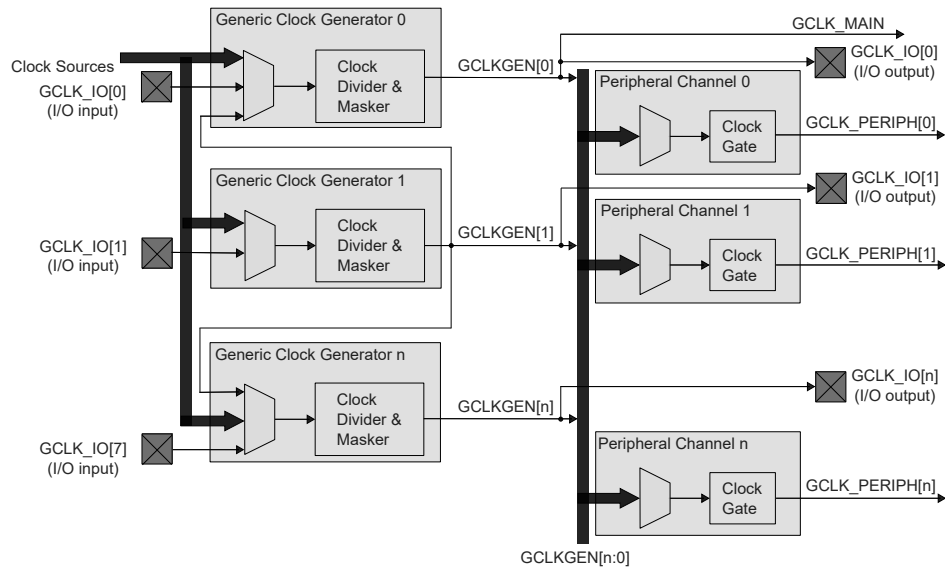 Generic Clock Generator 0
Clock Sources
GCLK_IO[0]
(I/O input)
Clock
Divider &
Masker
GCLKGEN[0]
GCLK_MAIN
GCLK_IO[0]
(I/O output)
Peripheral Channel 0
Clock
Gate
GCLK_PERIPH[0]
Generic Clock Generator 1
GCLK_IO[1]
(I/O input)
Clock
Divider &
Masker
GCLKGEN[1]
GCLK_IO[1]
(I/O output)
Peripheral Channel 1
Clock
Gate
GCLK_PERIPH[1]
Generic Clock Generator n
GCLK_IO[7]
(I/O input)
Clock
Divider &
Masker
GCLKGEN[n]
GCLK_IO[n]
(I/O output)
Peripheral Channel n
Clock
Gate
GCLK_PERIPH[n]
GCLKGEN[n:0]